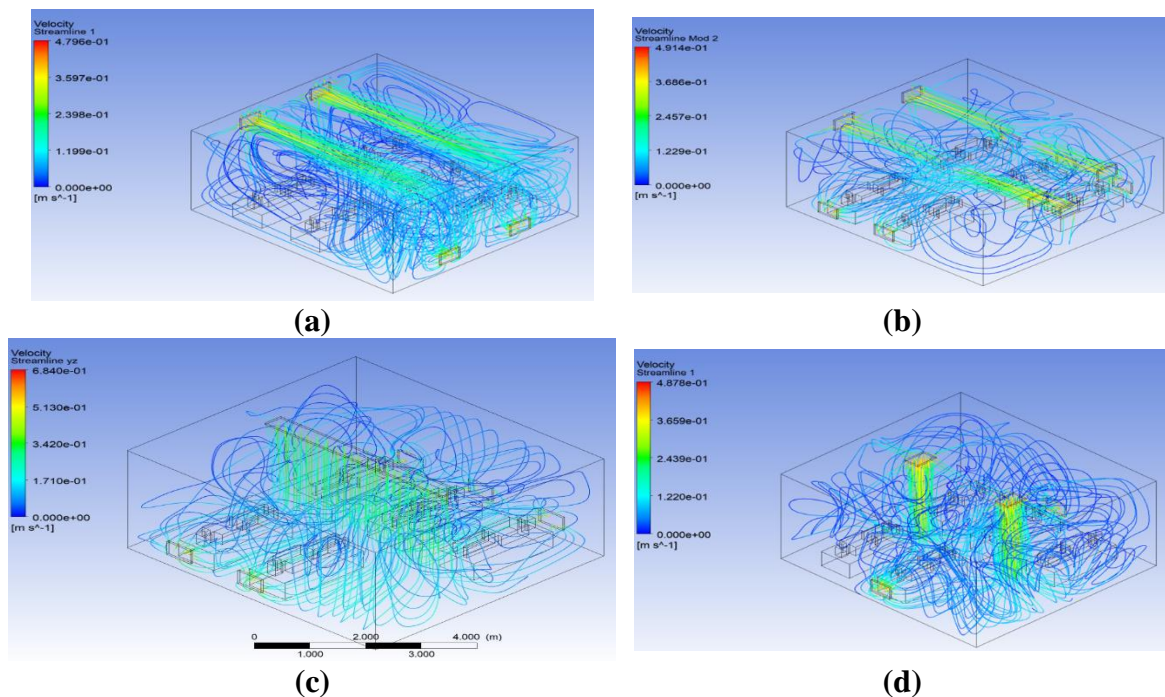 Velocity
Streamline 1
4.796e-01
3.597e-01
2.398e-01
1.199e-01
0.000e+00
[m s^-1]
(a)
Velocity
Streamline Mod 2
4.914e-01
3.686e-01
2.457e-01
1.229e-01
0.000e+00
[m s^-1]
(b)
Velocity
Streamline yz
6.840e-01
5.130e-01
3.420e-01
1.710e-01
0.000e+00
[m s^-1]
0 2.000 4.000 (m)
1.000 3.000
(c)
Velocity
Streamline 1
4.878e-01
3.659e-01
2.439e-01
1.220e-01
0.000e+00
[m s^-1]
(d)